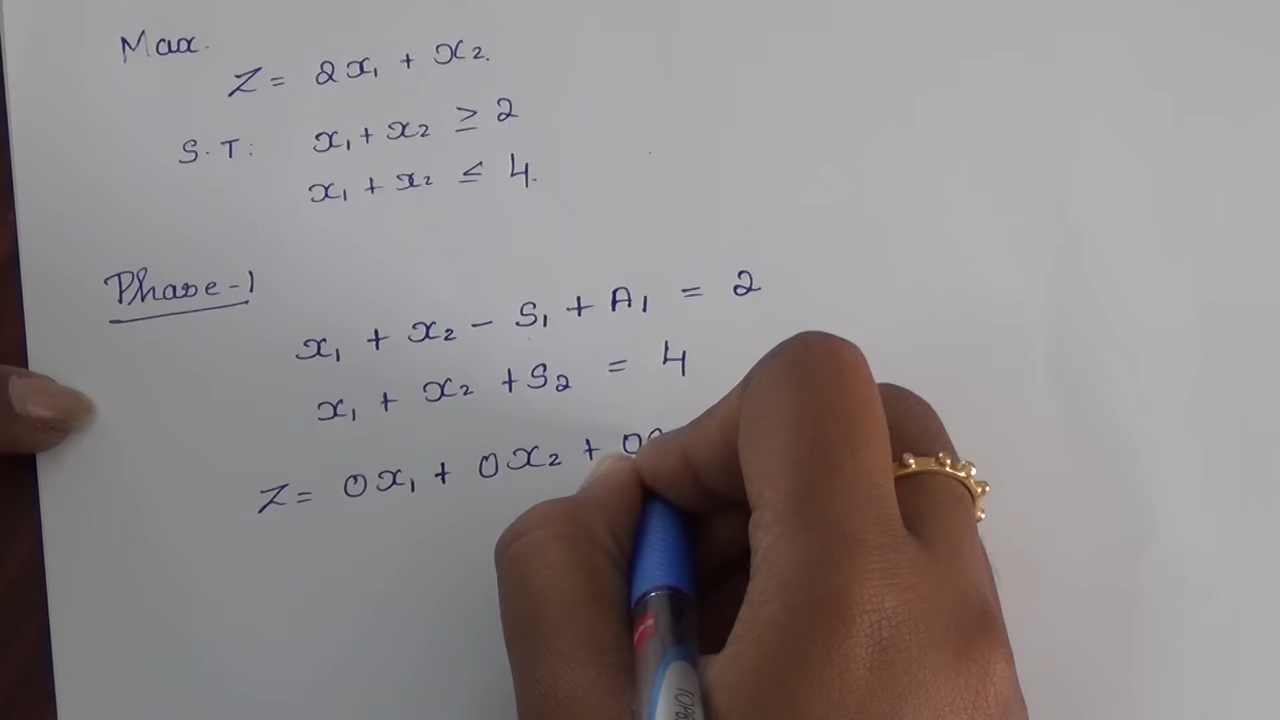 Max.
Z = 2x₁ + x₂.
S.T: x₁ + x₂ ≥ 2
x₁ + x₂ ≤ 4.
Phase-1
x₁ + x₂ - S₁ + A₁ = 2
x₁ + x₂ + S₂ = 4
Z = 0x₁ + 0x₂ + 0